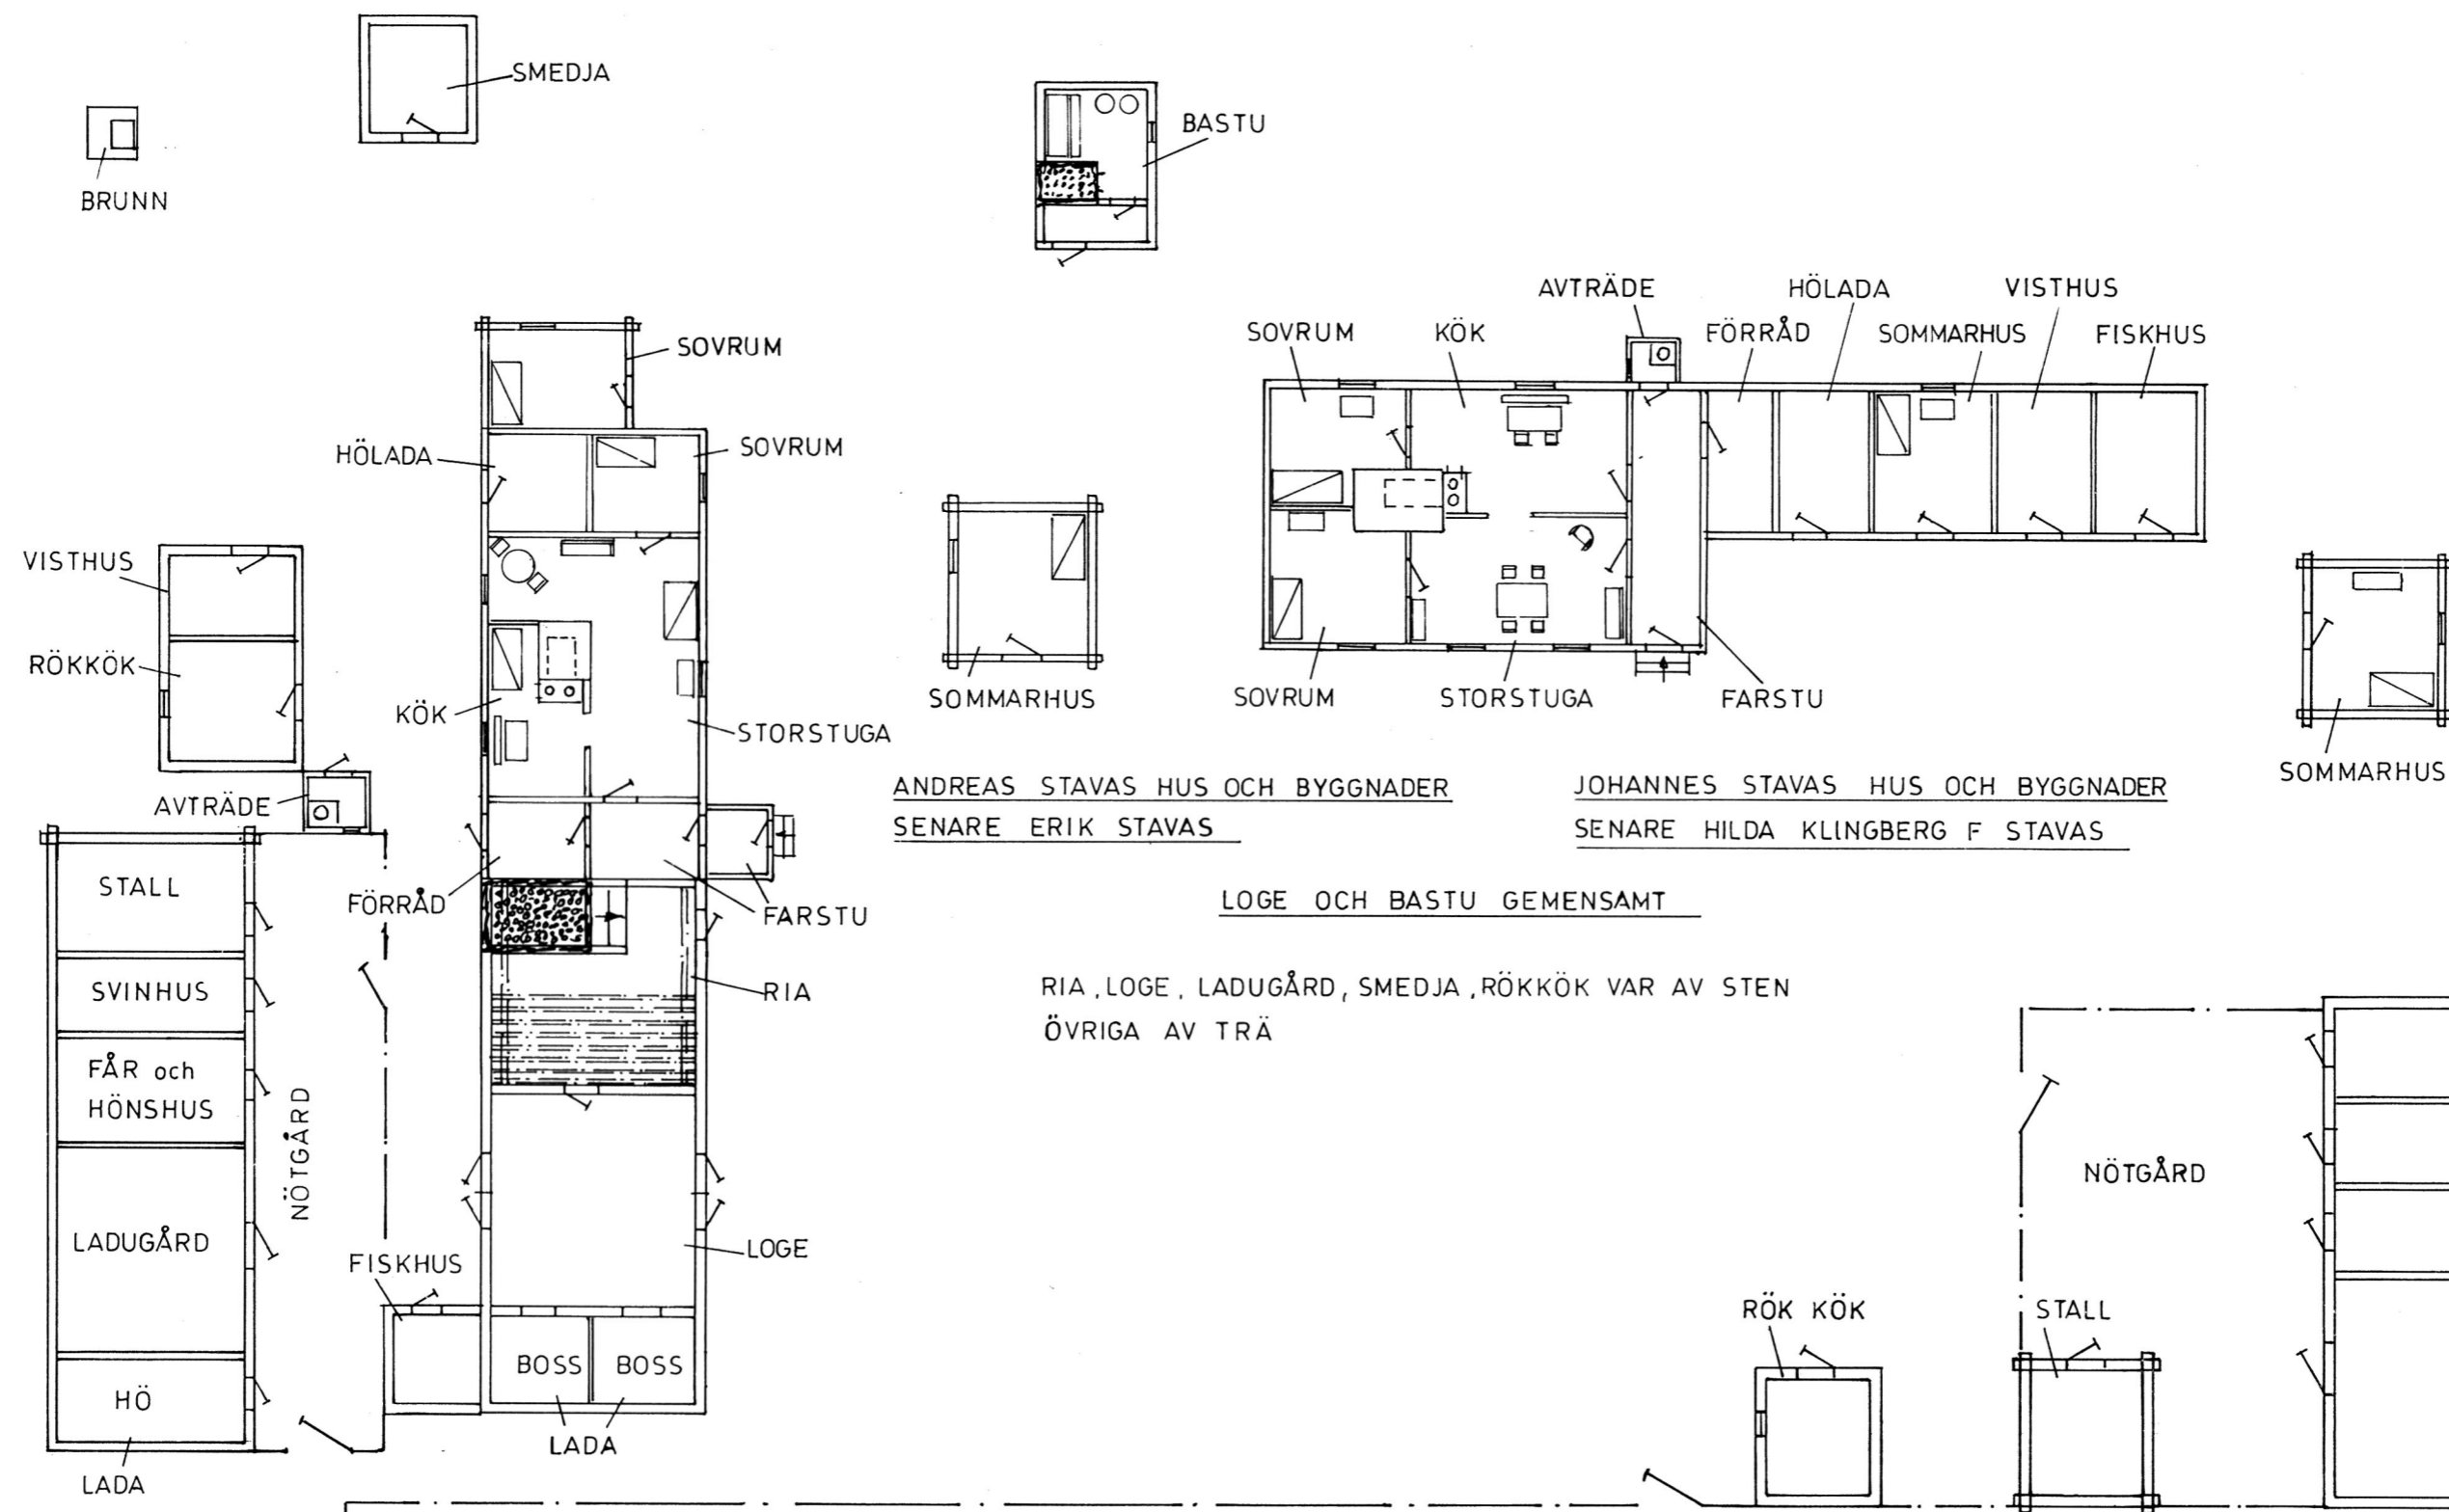 SMEDJA
BRUNN
BASTU
SOVRUM
HÖLADA
SOVRUM
VISTHUS
RÖKKÖK
KÖK
STORSTUGA
AVTRÄDE
FÖRRÅD
FARSTU
RIA
STALL
SVINHUS
FÅR och
HÖNSHUS
LADUGÅRD
HÖ
LADA
NÖTGÅRD
FISKHUS
LOGE
BOSS
BOSS
LADA
SOMMARHUS
AVTRÄDE
HÖLADA
VISTHUS
SOVRUM
KÖK
FÖRRÅD
SOMMARHUS
FISKHUS
SOVRUM
STORSTUGA
FARSTU
SOMMARHUS
ANDREAS STAVAS HUS OCH BYGGNADER
SENARE ERIK STAVAS
JOHANNES STAVAS HUS OCH BYGGNADER
SENARE HILDA KLINGBERG F STAVAS
LOGE OCH BASTU GEMENSAMT
RIA, LOGE, LADUGÅRD, SMEDJA, RÖKKÖK VAR AV STEN
ÖVRIGA AV TRÄ
NÖTGÅRD
RÖK KÖK
STALL